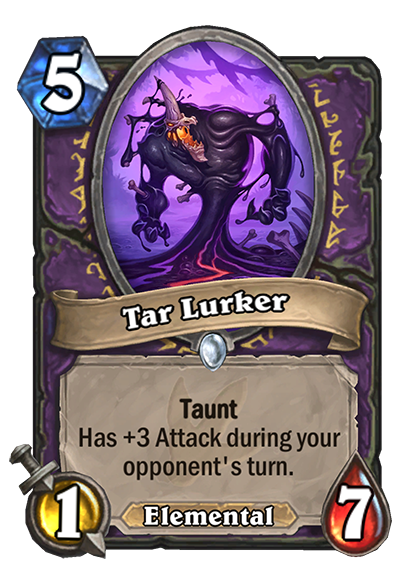 5
Tar Lurker
Taunt
Has +3 Attack during your
opponent's turn.
1
Elemental
7